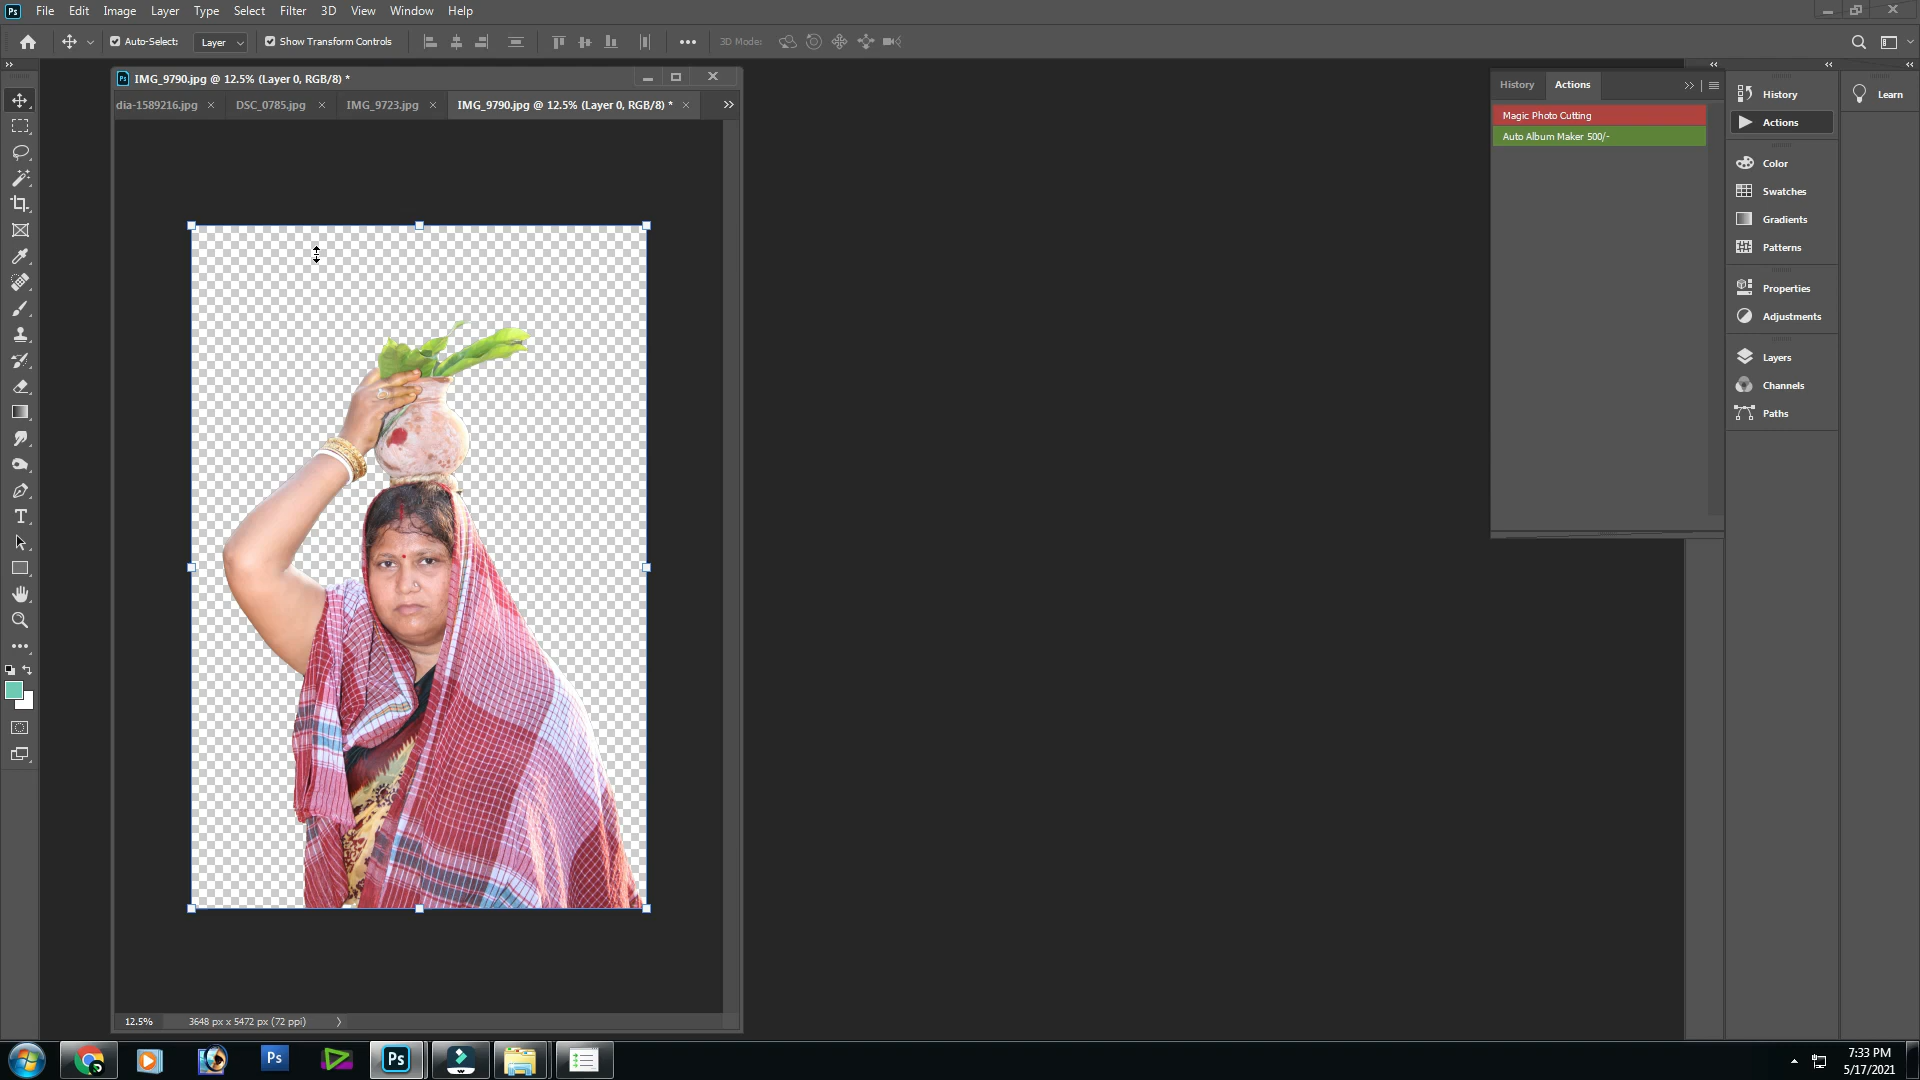 Ps File Edit Image Layer Type Select Filter 3D View Window Help
Auto-Select: Layer Show Transform Controls 3D Mode:
IMG_9790.jpg @ 12.5% (Layer 0, RGB/8) *
dia-1589216.jpg DSC_0785.jpg IMG_9723.jpg IMG_9790.jpg @ 12.5% (Layer 0, RGB/8) *
History Actions
Magic Photo Cutting
Auto Album Maker 500/-
History
Actions
Color
Swatches
Gradients
Patterns
Properties
Adjustments
Layers
Channels
Paths
Learn
12.5% 3648 px x 5472 px (72 ppi)
Ps
Ps
7:33 PM
5/17/2021